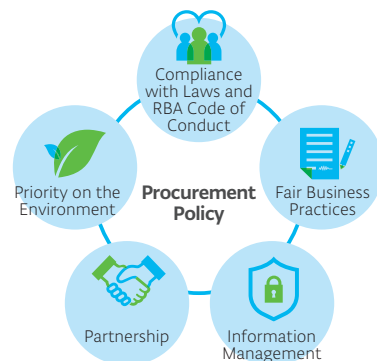 Compliance
with Laws and
RBA Code of
Conduct
Priority on the
Environment
Procurement
Policy
Fair Business
Practices
Partnership
Information
Management